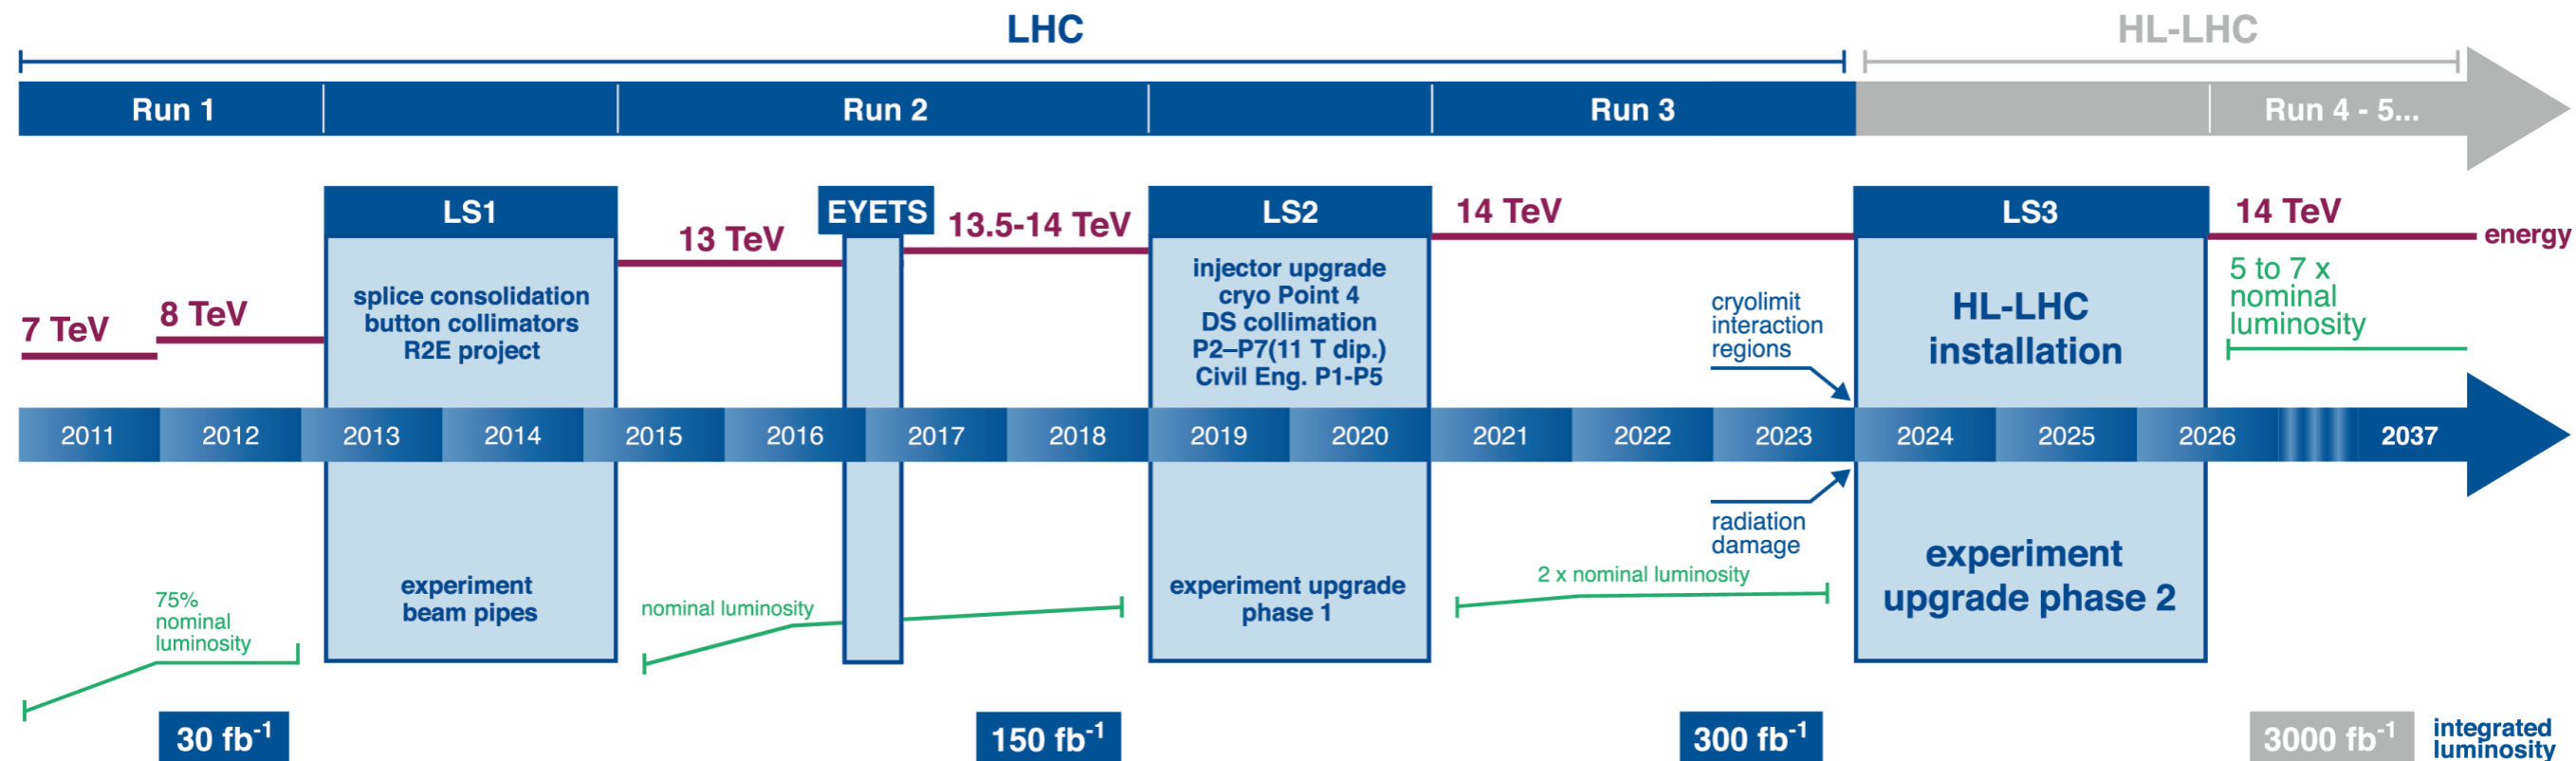 LHC
HL-LHC
Run 1
Run 2
Run 3
Run 4 - 5...
LS1
EYETS
LS2
LS3
7 TeV
8 TeV
13 TeV
13.5-14 TeV
14 TeV
14 TeV
energy
splice consolidation
button collimators
R2E project
injector upgrade
cryo Point 4
DS collimation
P2–P7(11 T dip.)
Civil Eng. P1-P5
cryolimit
interaction
regions
HL-LHC
installation
5 to 7 x
nominal
luminosity
2011
2012
2013
2014
2015
2016
2017
2018
2019
2020
2021
2022
2023
2024
2025
2026
2037
75%
nominal
luminosity
experiment
beam pipes
nominal luminosity
experiment upgrade
phase 1
2 x nominal luminosity
radiation
damage
experiment
upgrade phase 2
30 fb-1
150 fb-1
300 fb-1
3000 fb-1
integrated
luminosity